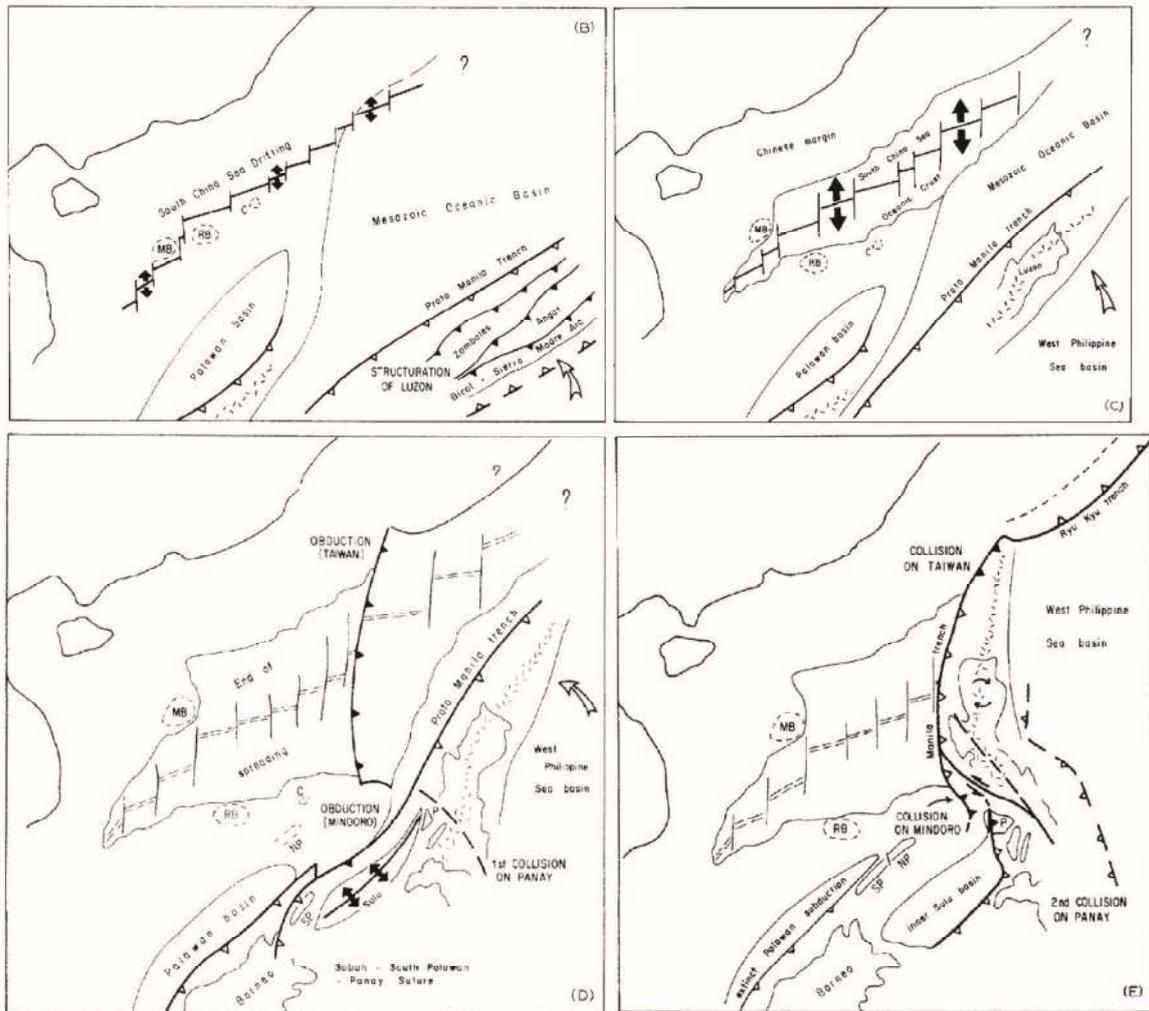 (B)
?
South China Sea Drifting
C
MB
RB
Mesozoic Oceanic Basin
Palawan basin
Proto Manila Trench
Zambales
Angat
Bicol - Sierra Madre Arc
STRUCTURATION
OF LUZON
?
Chinese margin
South China Sea
Oceanic Crust
Mesozoic Oceanic Basin
MB
RB
C
Proto Manila trench
Luzon
Palawan basin
West Philippine
Sea basin
(C)
?
?
OBDUCTION
(TAIWAN)
End of
spreading
MB
RB
C
Proto Manila trench
West
Philippine
Sea basin
OBDUCTION
(MINDORO)
P
NP
1st COLLISION
ON PANAY
Sulu
SP
Palawan basin
Borneo
Sabah - South Palawan
- Panay Suture
(D)
Ryu Kyu trench
COLLISION
ON TAIWAN
West Philippine
Sea basin
Manila trench
MB
RB
COLLISION
ON MINDORO
P
NP
SP
inner Sulu basin
extinct Palawan subduction
2nd COLLISION
ON PANAY
Borneo
(E)